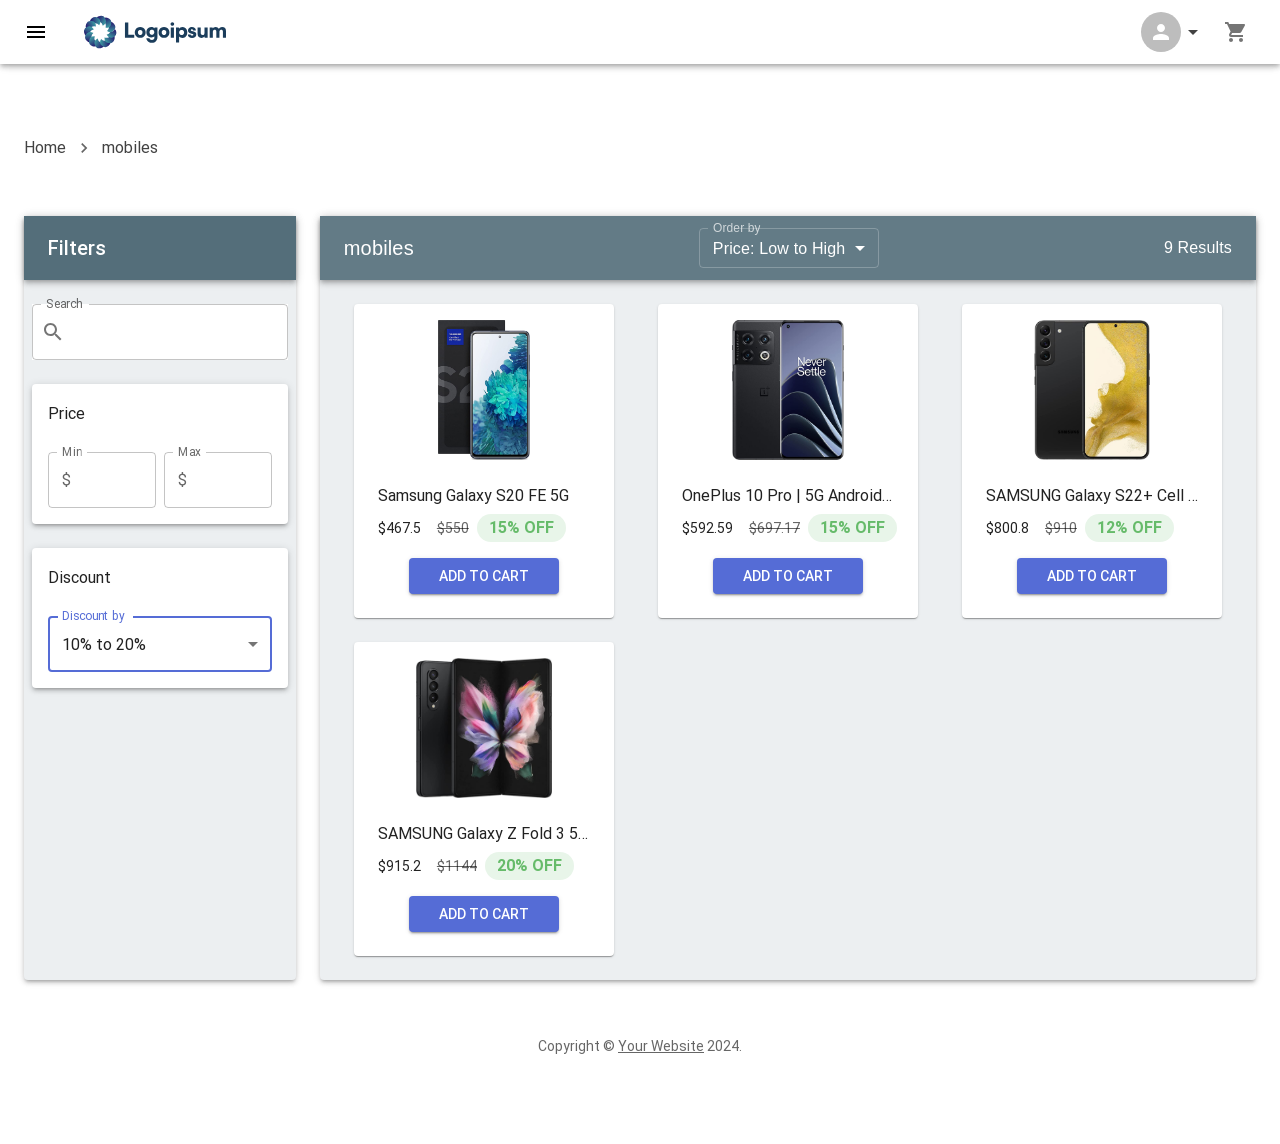 Logoipsum
Home > mobiles
Filters
Search
Price
Min
Max
$
$
Discount
Discount by
10% to 20%
mobiles
Order by
Price: Low to High
9 Results
S2
Samsung Galaxy S20 FE 5G
$467.5 $550 15% OFF
ADD TO CART
Never
Settle
OnePlus 10 Pro | 5G Android...
$592.59 $697.17 15% OFF
ADD TO CART
SAMSUNG Galaxy S22+ Cell ...
$800.8 $910 12% OFF
ADD TO CART
SAMSUNG Galaxy Z Fold 3 5...
$915.2 $1144 20% OFF
ADD TO CART
Copyright © Your Website 2024.